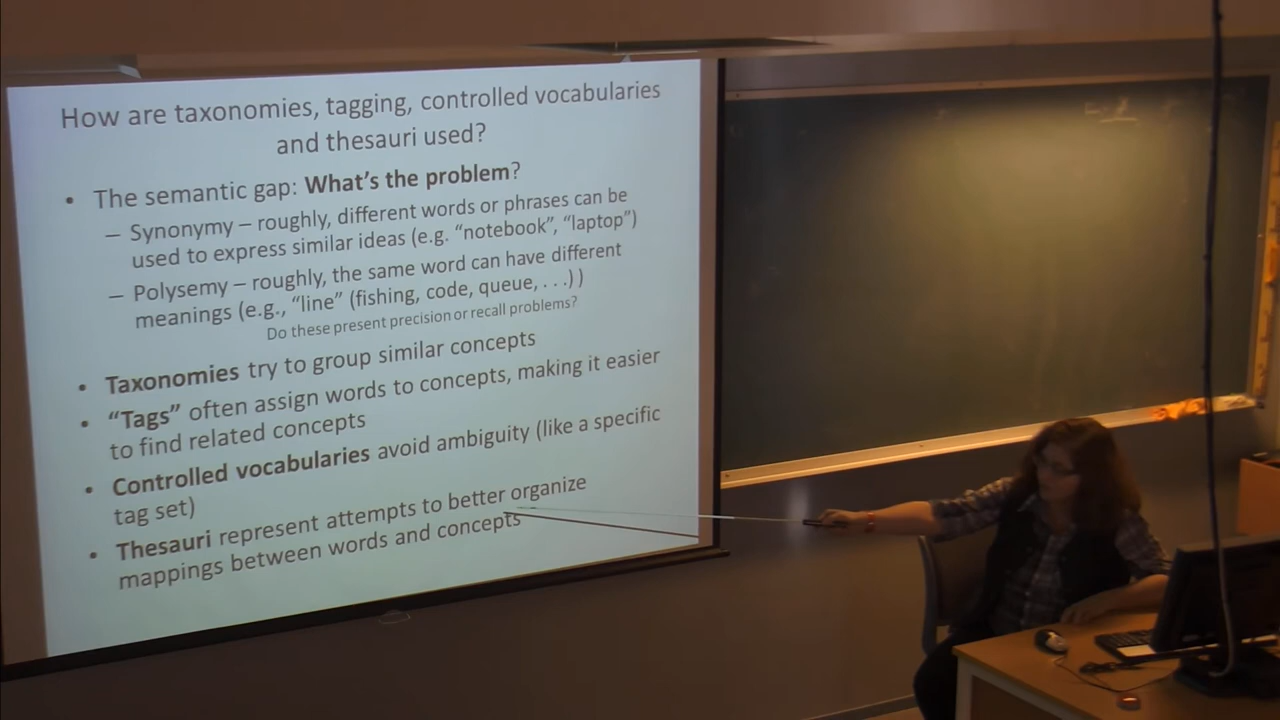 How are taxonomies, tagging, controlled vocabularies
and thesauri used?
• The semantic gap: What's the problem?
– Synonymy – roughly, different words or phrases can be
used to express similar ideas (e.g. "notebook", "laptop")
– Polysemy – roughly, the same word can have different
meanings (e.g., "line" (fishing, code, queue, . . .) )
Do these present precision or recall problems?
• Taxonomies try to group similar concepts
• "Tags" often assign words to concepts, making it easier
to find related concepts
• Controlled vocabularies avoid ambiguity (like a specific
tag set)
• Thesauri represent attempts to better organize
mappings between words and concepts